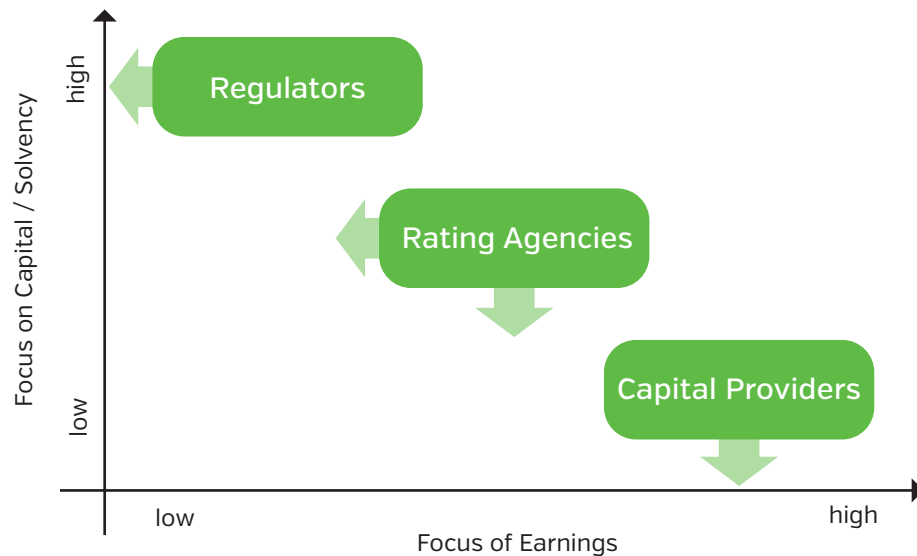 Focus on Capital / Solvency
high
low
Regulators
Rating Agencies
Capital Providers
low
high
Focus of Earnings